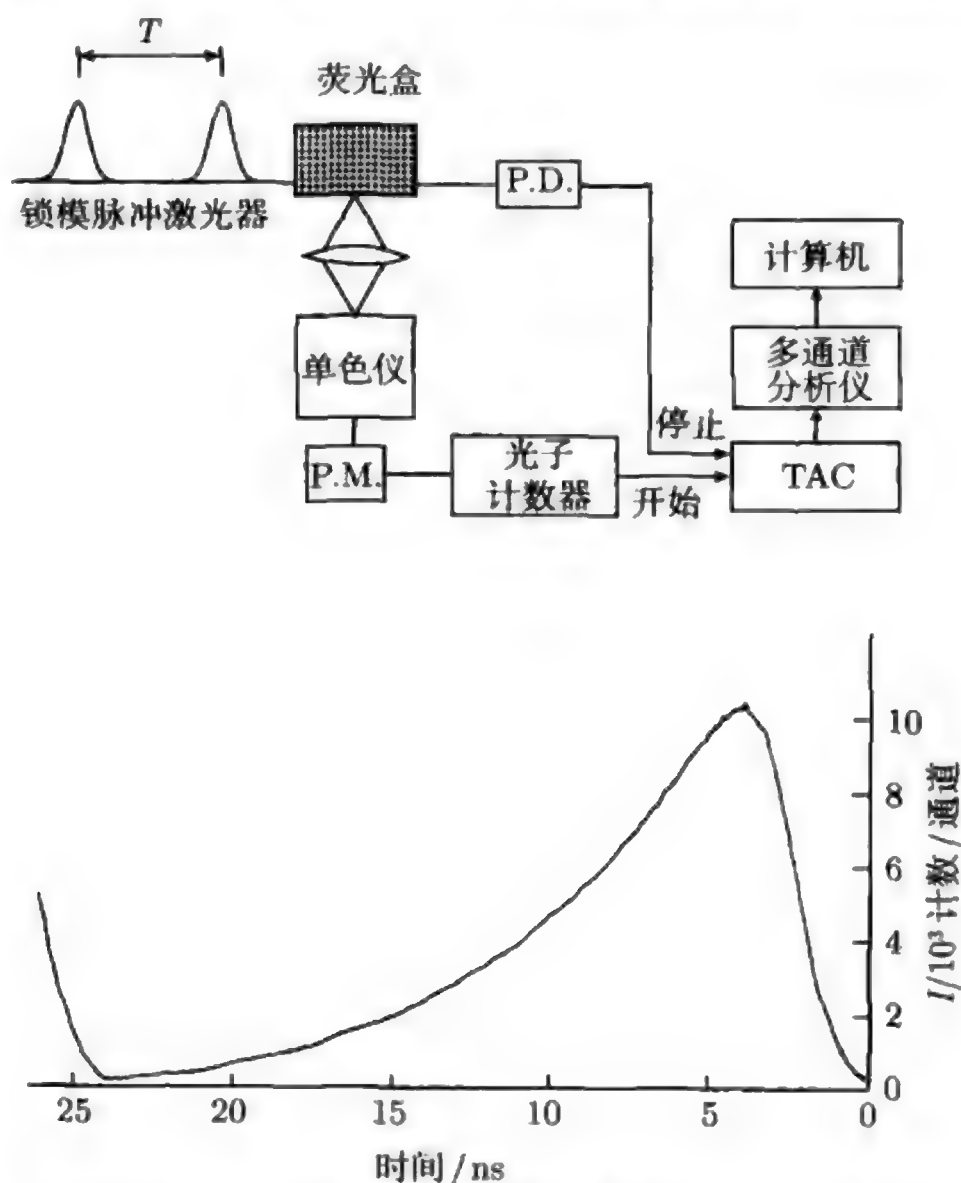 T
荧光盒
P.D.
锁模脉冲激光器
计算机
单色仪
多通道
分析仪
停止
P.M.
光子
计数器
开始
TAC
10
8
6
4
2
0
I/10³计数/通道
25
20
15
10
5
0
时间/ns